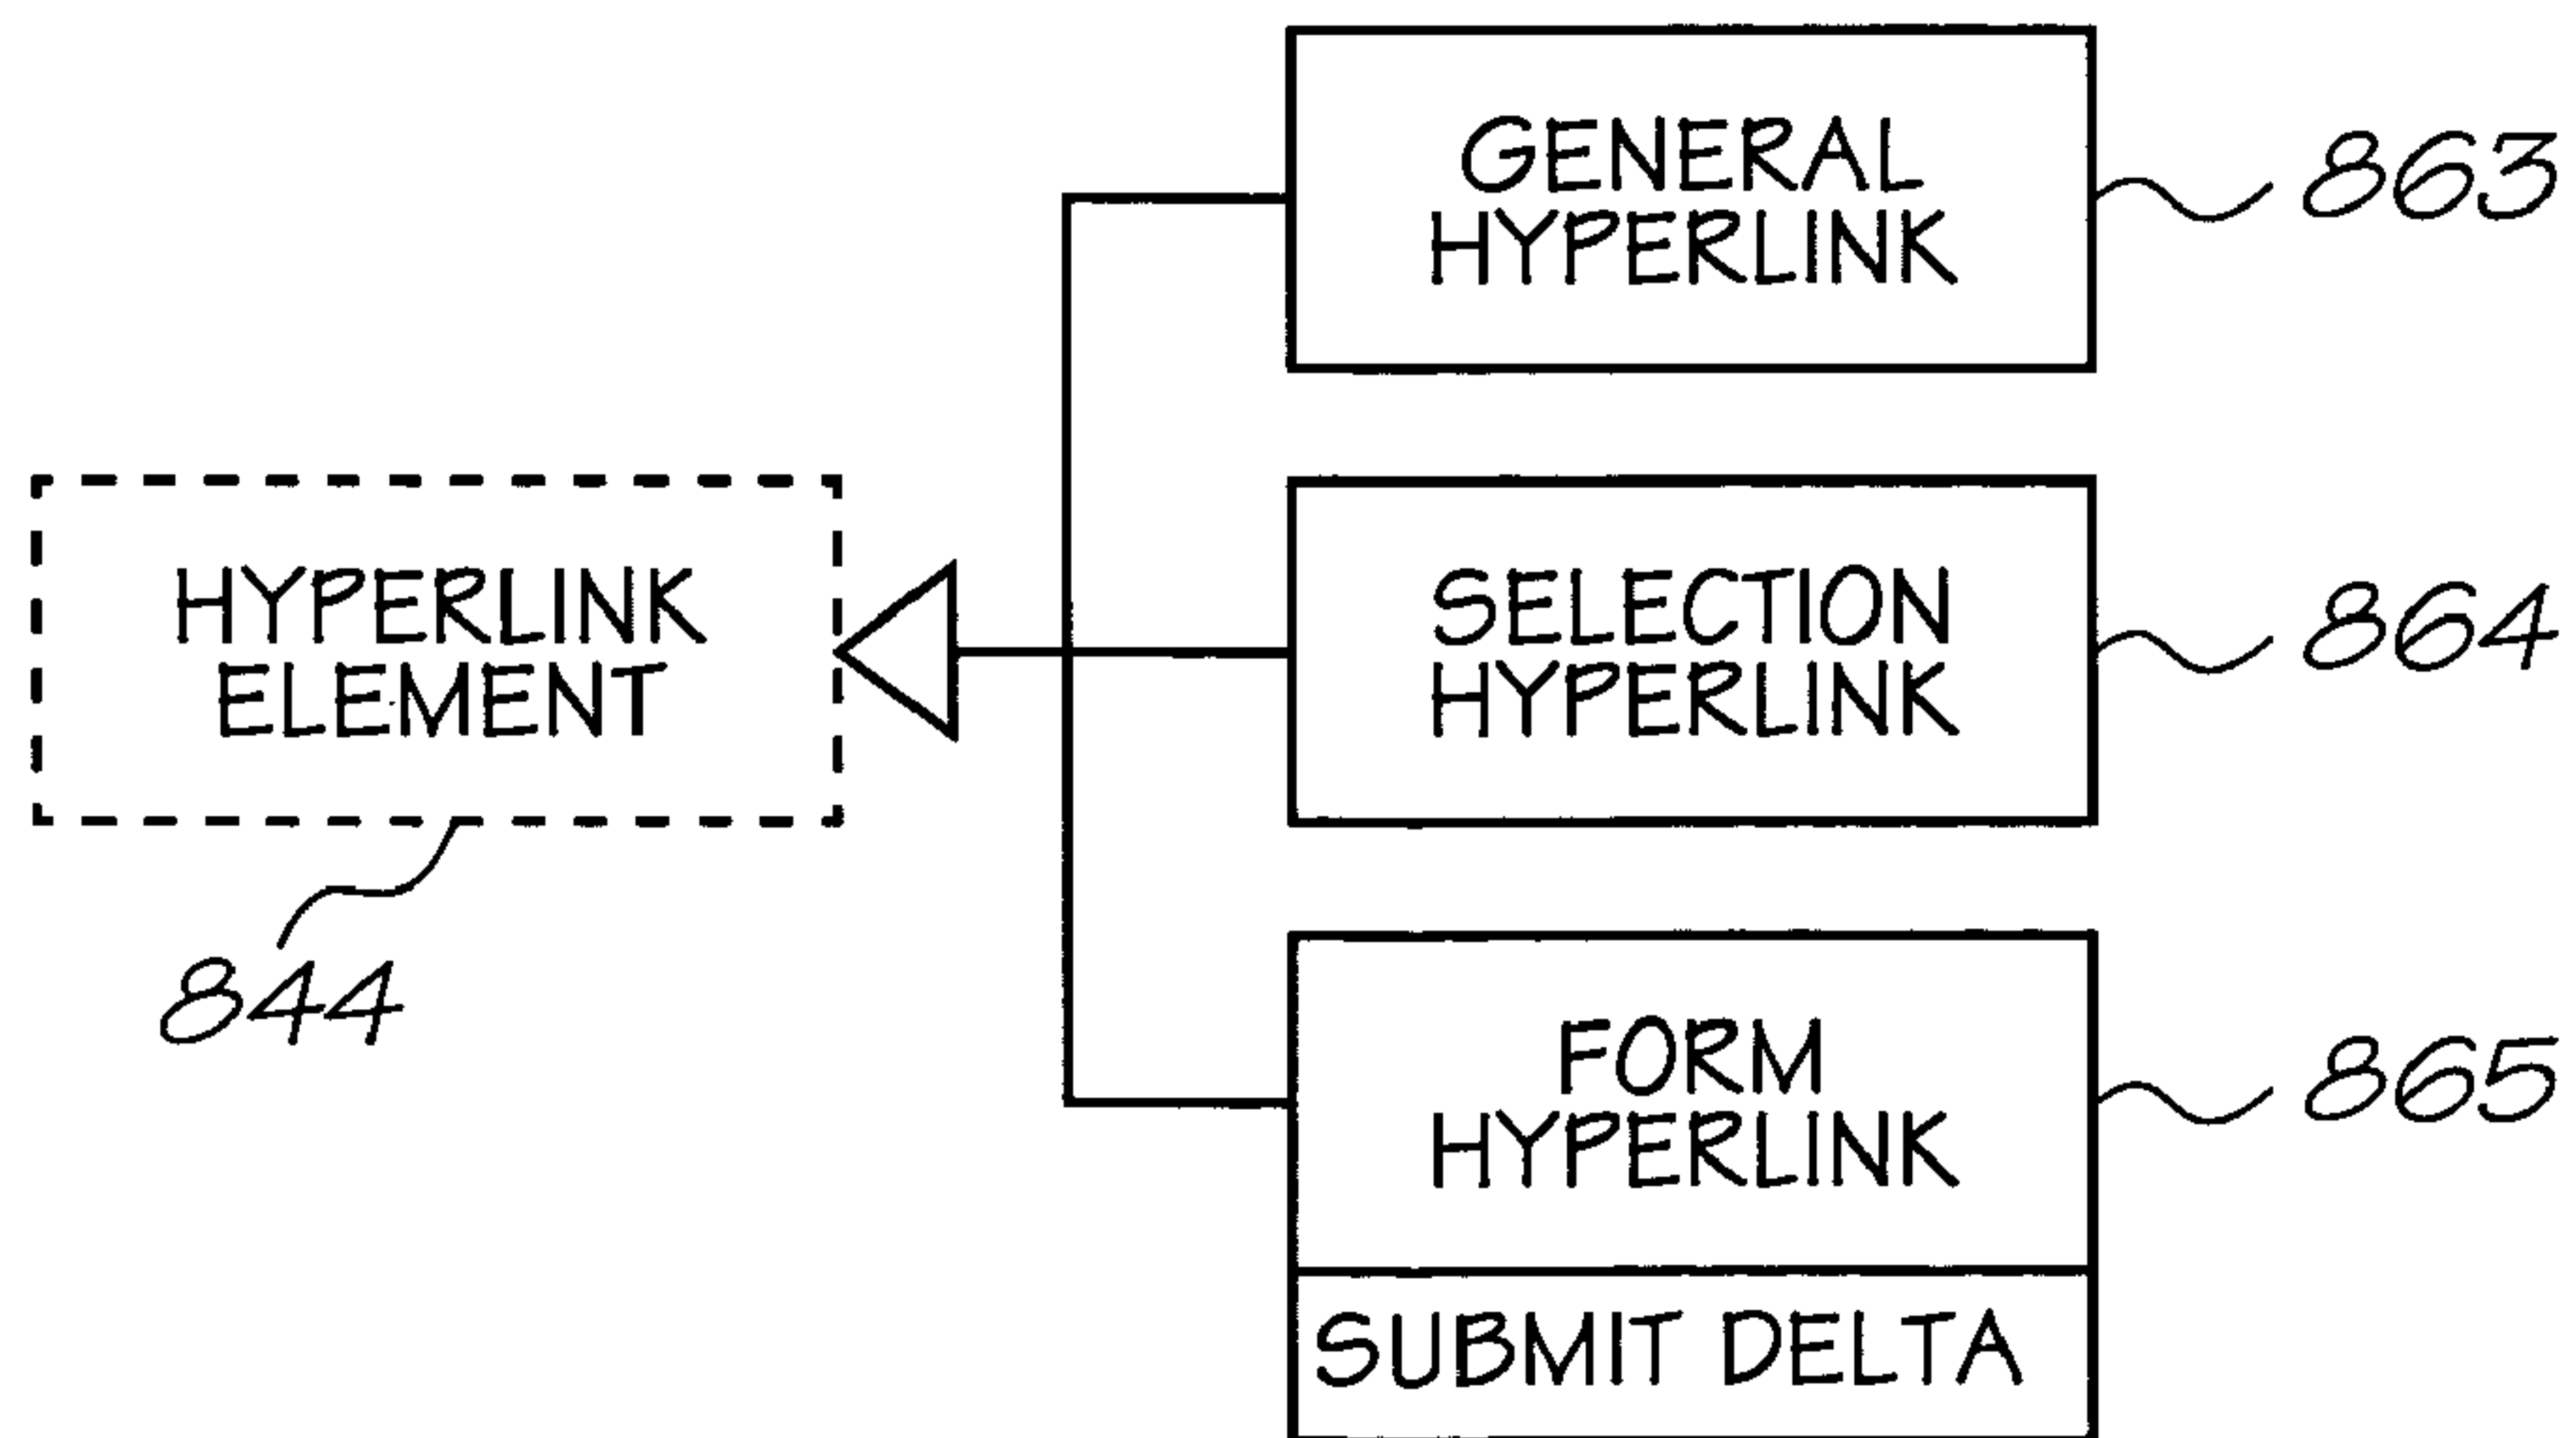 GENERAL
HYPERLINK
863
HYPERLINK
ELEMENT
844
SELECTION
HYPERLINK
864
FORM
HYPERLINK
865
SUBMIT DELTA